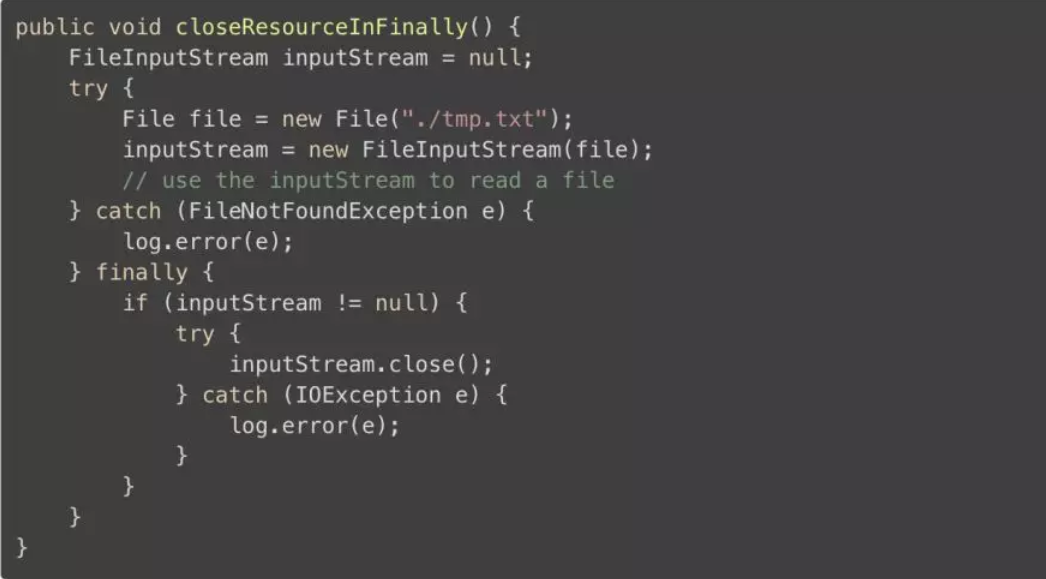 public void closeResourceInFinally() {
    FileInputStream inputStream = null;
    try {
        File file = new File("./tmp.txt");
        inputStream = new FileInputStream(file);
        // use the inputStream to read a file
    } catch (FileNotFoundException e) {
        log.error(e);
    } finally {
        if (inputStream != null) {
            try {
                inputStream.close();
            } catch (IOException e) {
                log.error(e);
            }
        }
    }
}